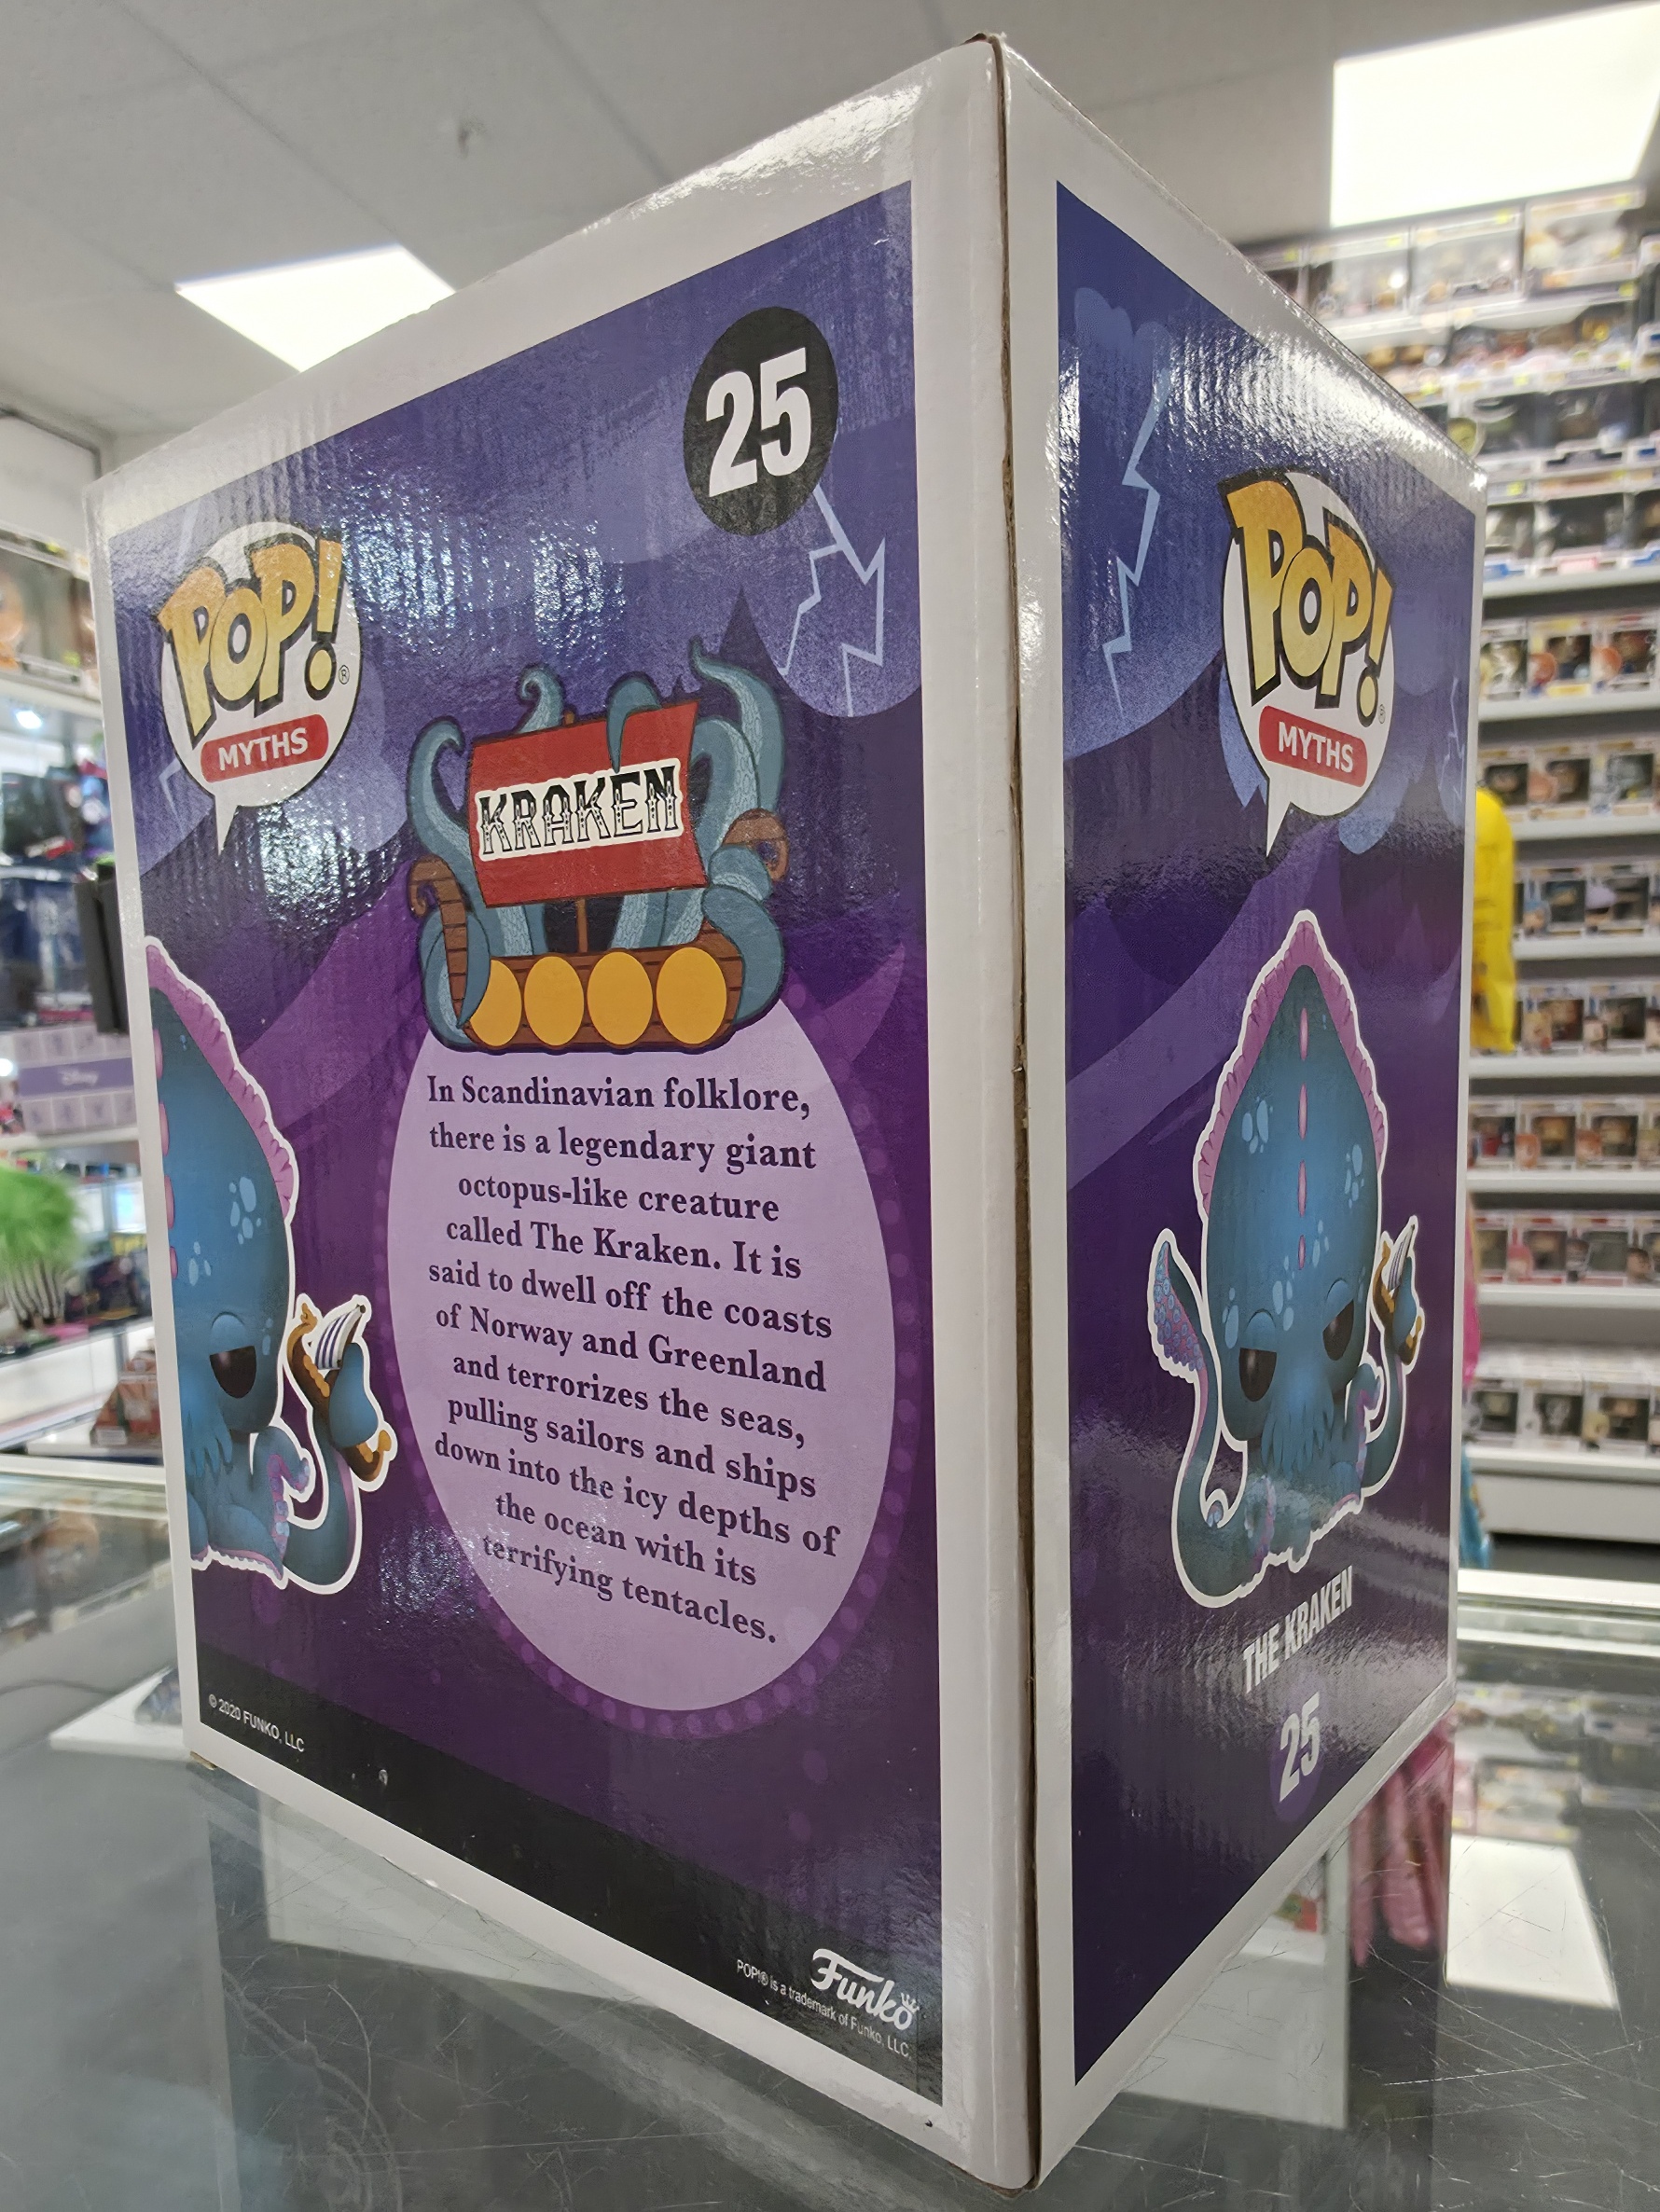 25
POP!
®
MYTHS
KRAKEN
In Scandinavian folklore,
there is a legendary giant
octopus-like creature
called The Kraken. It is
said to dwell off the coasts
of Norway and Greenland
and terrorizes the seas,
pulling sailors and ships
down into the icy depths of
the ocean with its
terrifying tentacles.
© 2020 FUNKO, LLC
Funko
POP!® is a trademark of Funko, LLC.
POP!
®
MYTHS
THE KRAKEN
25
Disney